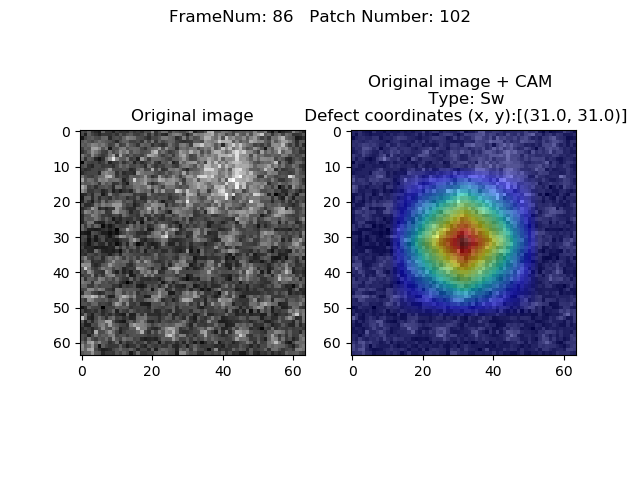 FrameNum: 86   Patch Number: 102
Original image
Original image + CAM
Type: Sw
Defect coordinates (x, y):[(31.0, 31.0)]
0
10
20
30
40
50
60
0 20 40 60
0
10
20
30
40
50
60
0 20 40 60